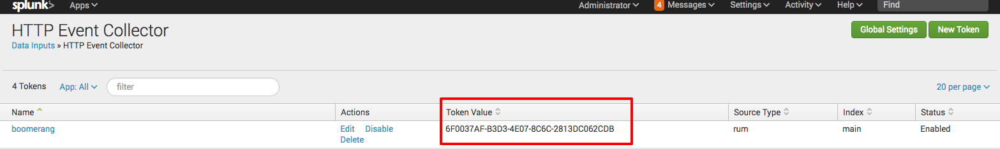 splunk> Apps Administrator 4 Messages Settings Activity Help Find
HTTP Event Collector Global Settings New Token
Data Inputs » HTTP Event Collector
4 Tokens App: All filter 20 per page
Name Actions Token Value Source Type Index Status
boomerang Edit Disable 6F0037AF-B3D3-4E07-8C6C-2813DC062CDB rum main Enabled
Delete